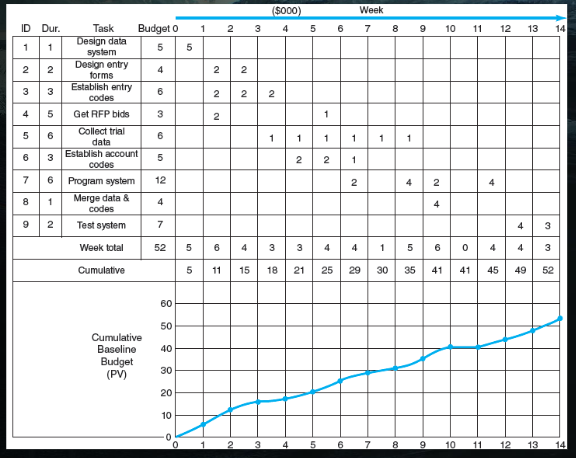 ($000) Week
ID Dur. Task Budget 0 1 2 3 4 5 6 7 8 9 10 11 12 13 14
1 1 Design data system 5 5
2 2 Design entry forms 4 2 2
3 3 Establish entry codes 6 2 2 2
4 5 Get RFP bids 3 2 1
5 6 Collect trial data 6 1 1 1 1 1 1
6 3 Establish account codes 5 2 2 1
7 6 Program system 12 2 4 2 4
8 1 Merge data & codes 4 4
9 2 Test system 7 4 3
Week total 52 5 6 4 3 3 4 4 1 5 6 0 4 4 3
Cumulative 5 11 15 18 21 25 29 30 35 41 41 45 49 52
60
50
Cumulative
Baseline
40
Budget
(PV)
30
20
10
0
0 1 2 3 4 5 6 7 8 9 10 11 12 13 14